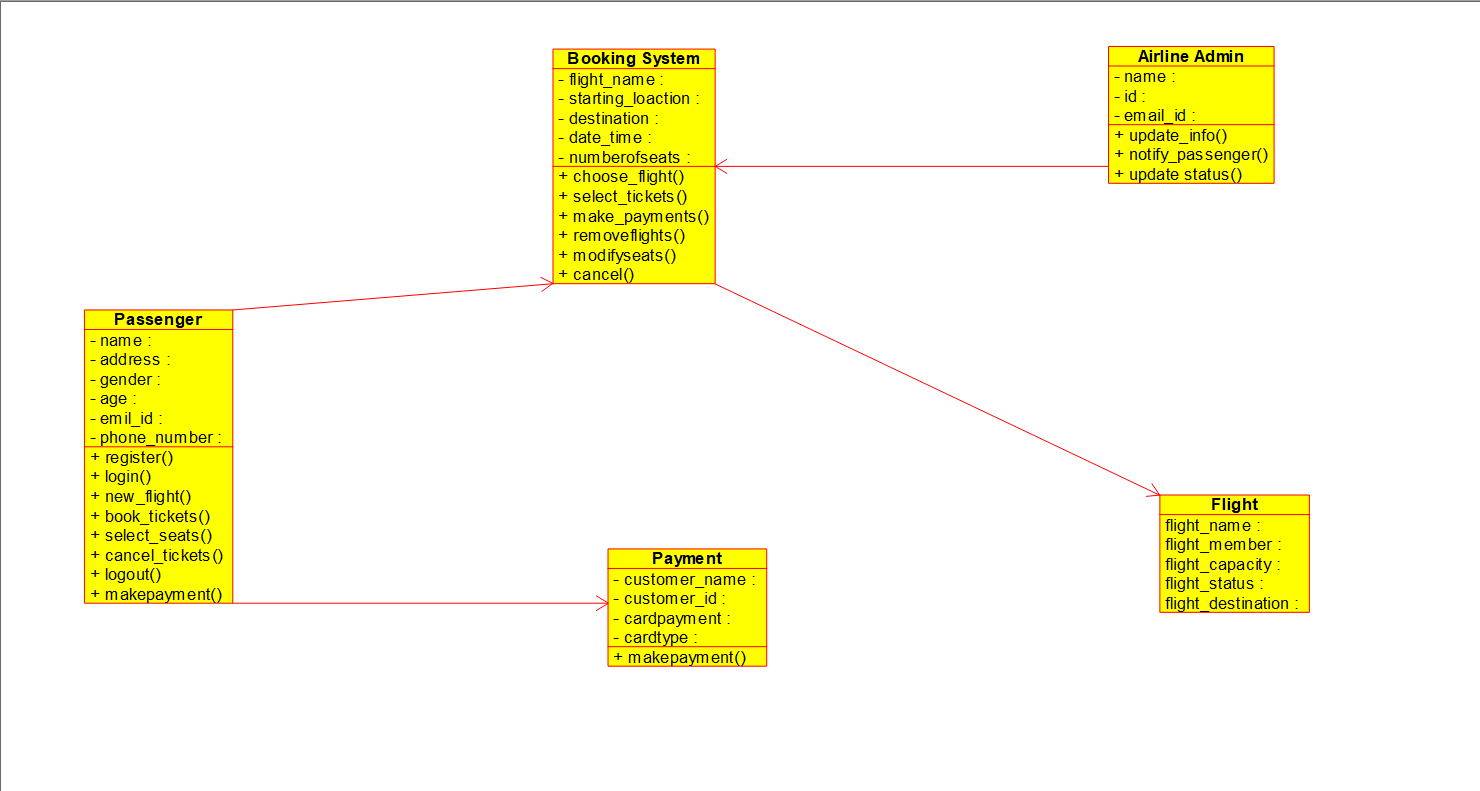 Booking System
- flight_name :
- starting_loaction :
- destination :
- date_time :
- numberofseats :
+ choose_flight()
+ select_tickets()
+ make_payments()
+ removeflights()
+ modifyseats()
+ cancel()
Airline Admin
- name :
- id :
- email_id :
+ update_info()
+ notify_passenger()
+ update status()
Passenger
- name :
- address :
- gender :
- age :
- emil_id :
- phone_number :
+ register()
+ login()
+ new_flight()
+ book_tickets()
+ select_seats()
+ cancel_tickets()
+ logout()
+ makepayment()
Payment
- customer_name :
- customer_id :
- cardpayment :
- cardtype :
+ makepayment()
Flight
flight_name :
flight_member :
flight_capacity :
flight_status :
flight_destination :